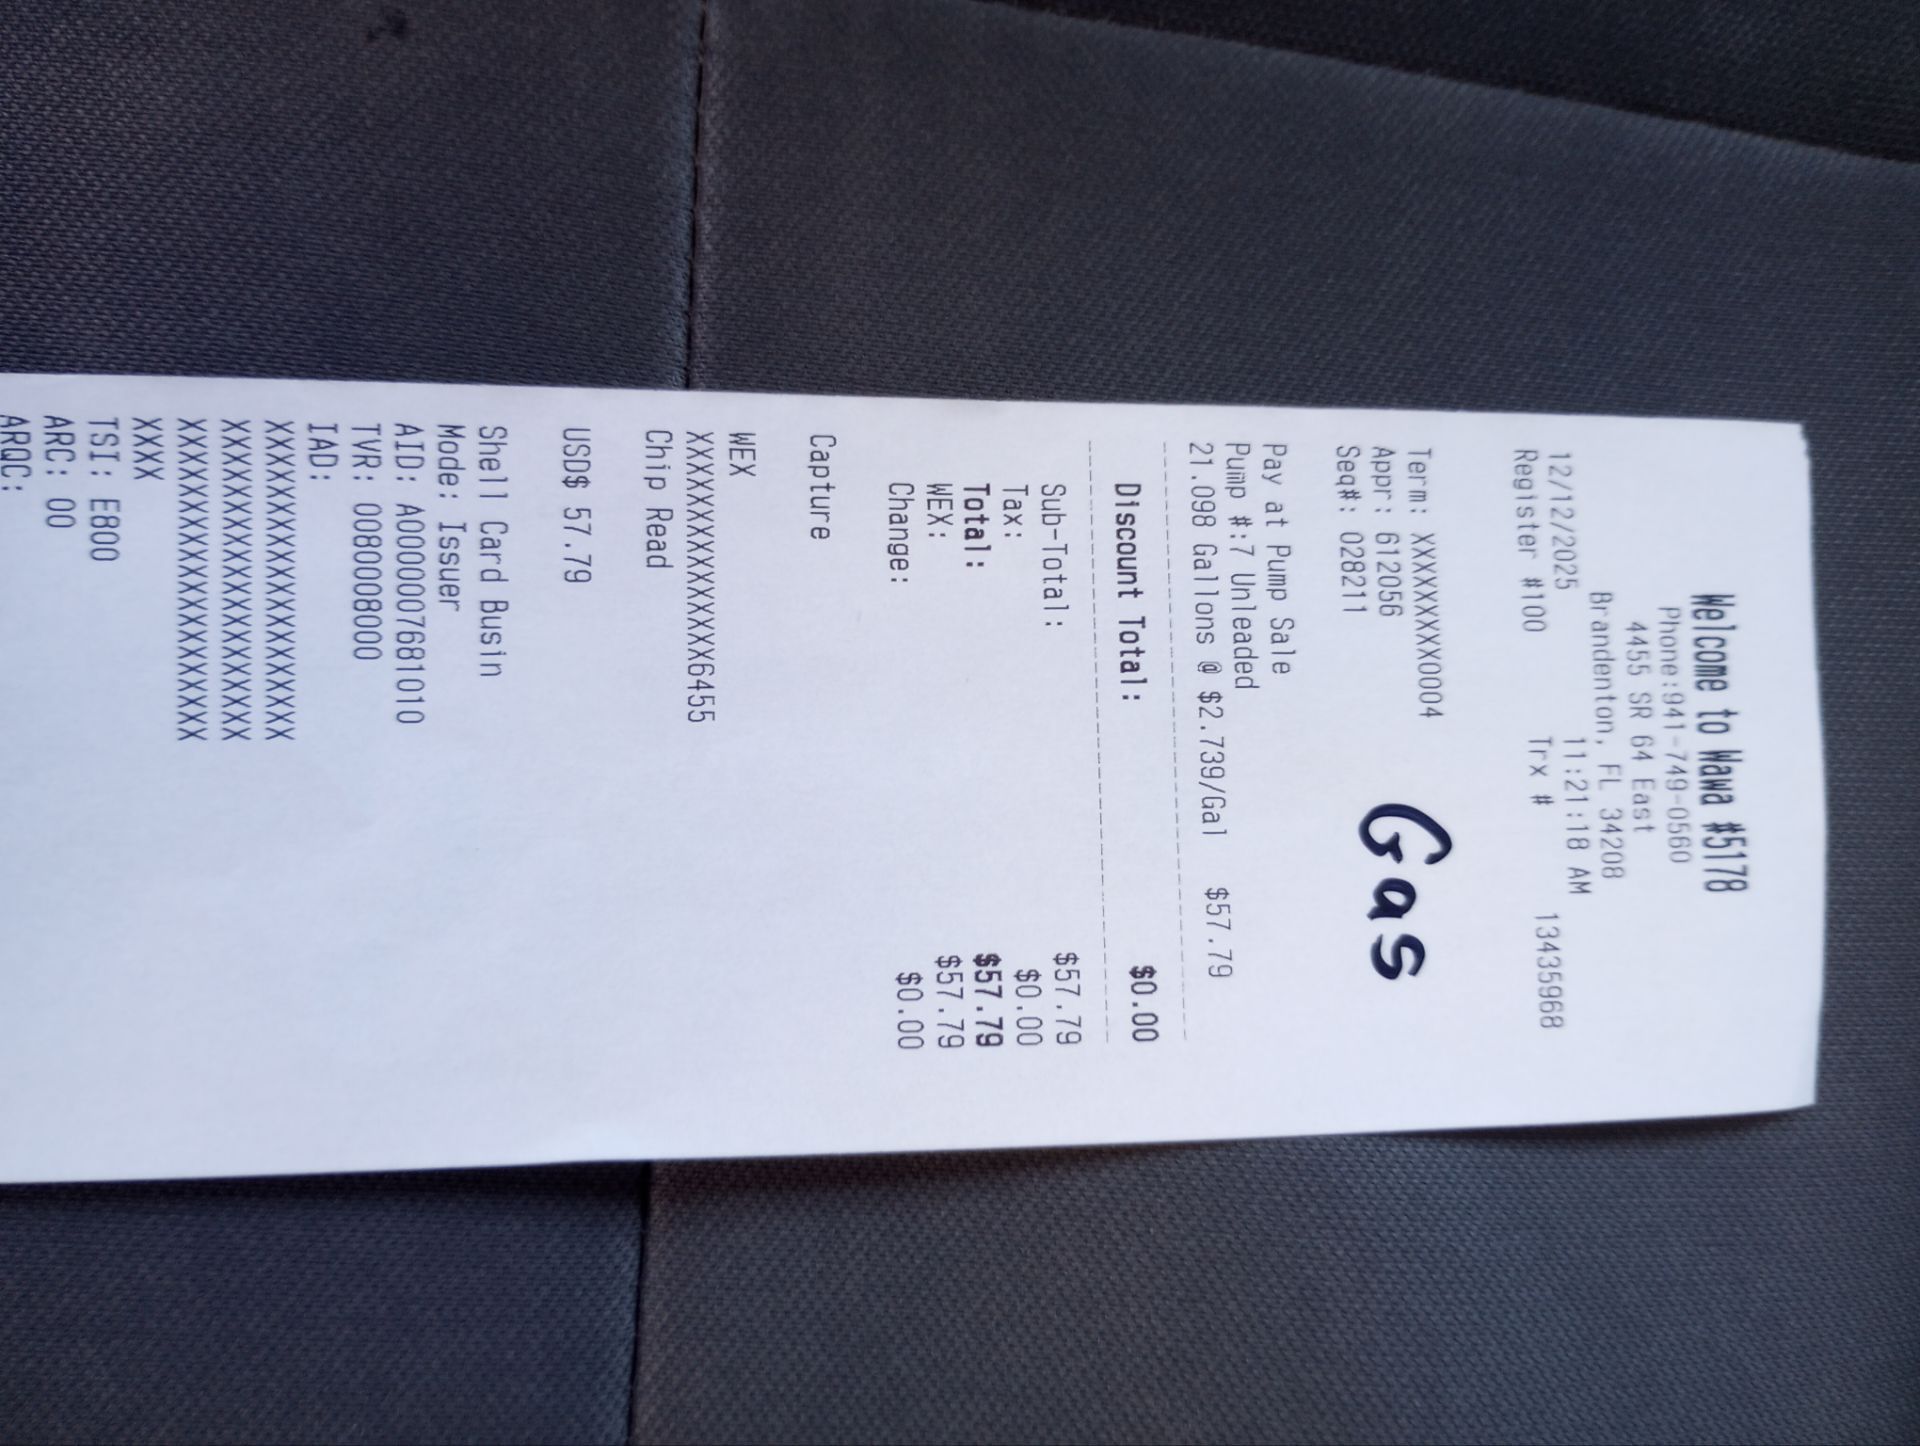 Welcome to Wawa #5178
Phone:941-749-0560
4455 SR 64 East
Brandenton, FL 34208
12/12/2025 11:21:18 AM
Register #100 Trx # 13435968
Term: XXXXXXXXX0004
Appr: 612056
Seq#: 028211
Gas
Pay at Pump Sale
Pump #:7 Unleaded
21.098 Gallons @ $2.739/Gal $57.79
Discount Total: $0.00
Sub-Total: $57.79
Tax: $0.00
Total: $57.79
WEX: $57.79
Change: $0.00
Capture
WEX
XXXXXXXXXXXXXXX6455
Chip Read
USD$ 57.79
Shell Card Busin
Mode: Issuer
AID: A0000007681010
TVR: 0080008000
IAD:
XXXXXXXXXXXXXXXXXXXX
XXXXXXXXXXXXXXXXXXXX
XXXXXXXXXXXXXXXXXXXX
XXXX
TSI: E800
ARC: 00
ARQC: